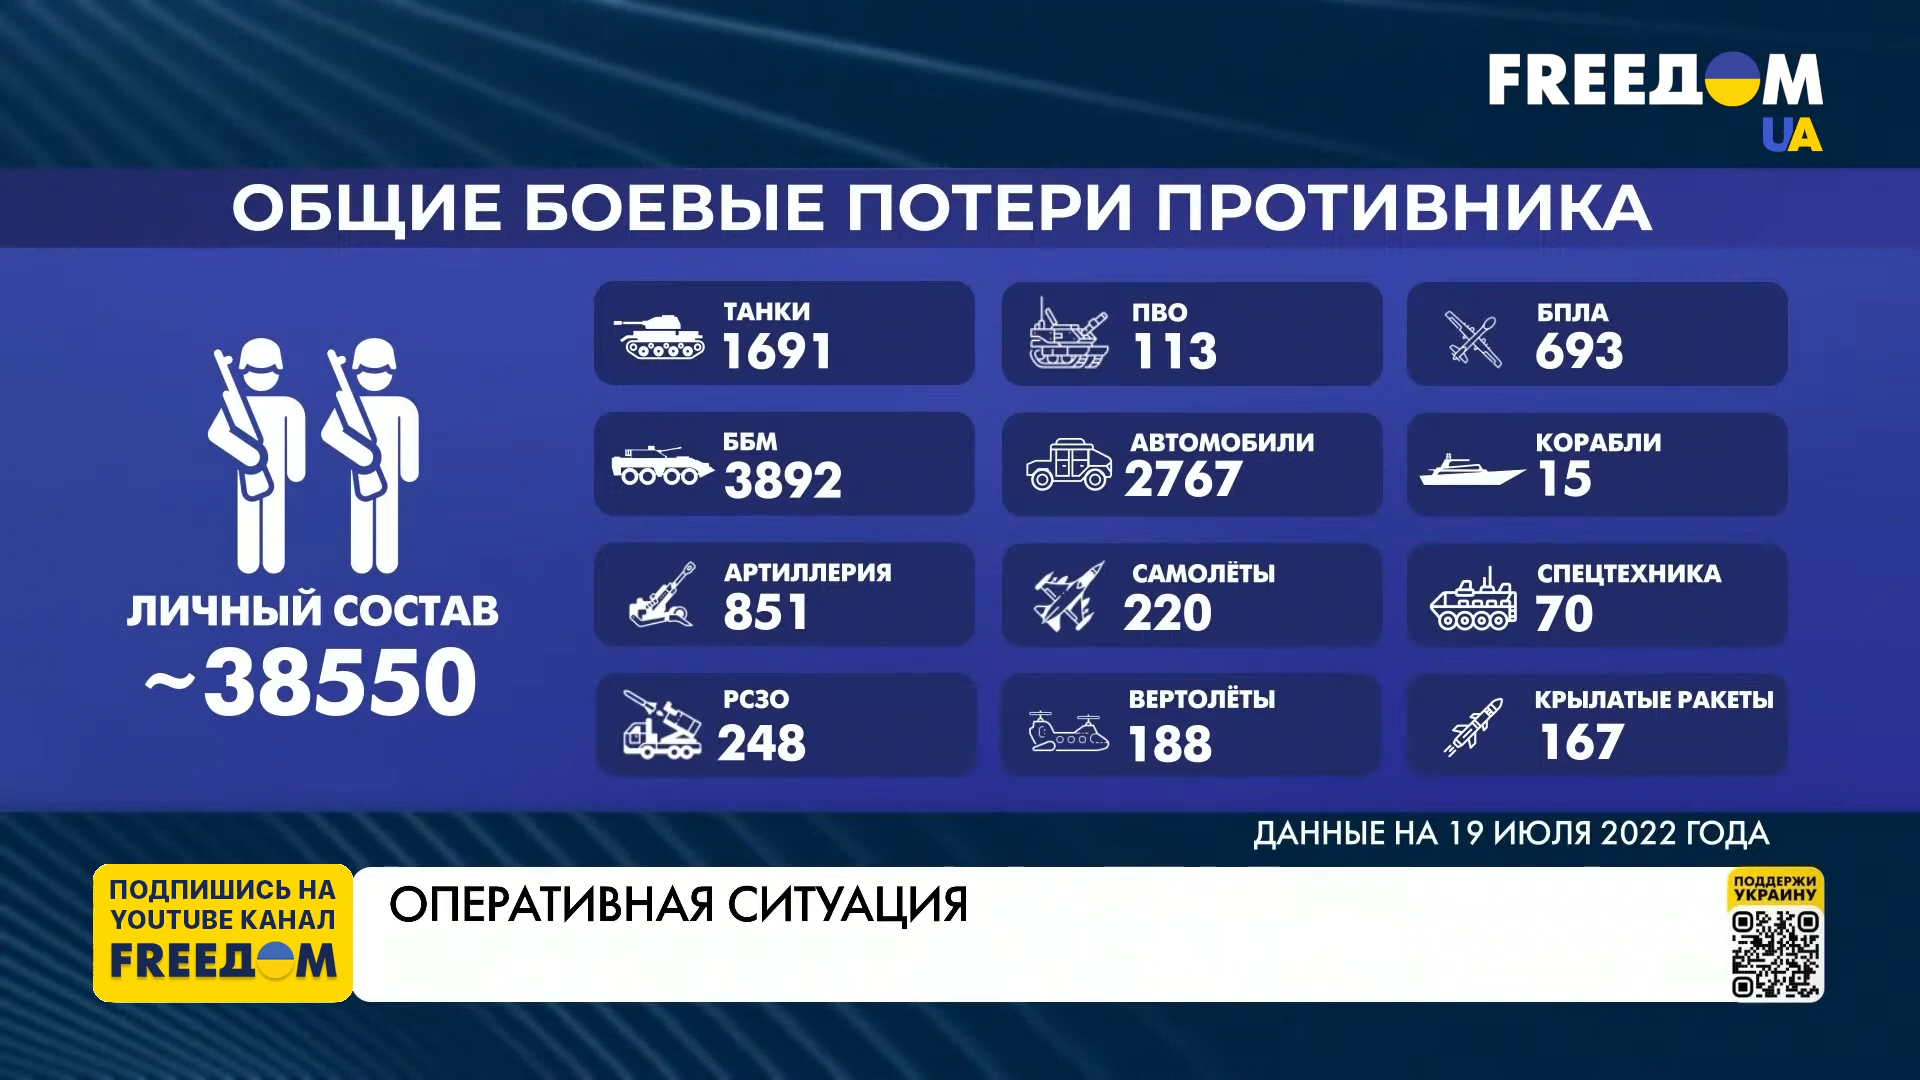 FREEДOM
UA
ОБЩИЕ БОЕВЫЕ ПОТЕРИ ПРОТИВНИКА
ЛИЧНЫЙ СОСТАВ
~38550
ТАНКИ
1691
ПВО
113
БПЛА
693
ББМ
3892
АВТОМОБИЛИ
2767
КОРАБЛИ
15
АРТИЛЛЕРИЯ
851
САМОЛЁТЫ
220
СПЕЦТЕХНИКА
70
РСЗО
248
ВЕРТОЛЁТЫ
188
КРЫЛАТЫЕ РАКЕТЫ
167
ДАННЫЕ НА 19 ИЮЛЯ 2022 ГОДА
ПОДПИШИСЬ НА
YOUTUBE КАНАЛ
FREEДOM
ОПЕРАТИВНАЯ СИТУАЦИЯ
ПОДДЕРЖИ
УКРАИНУ